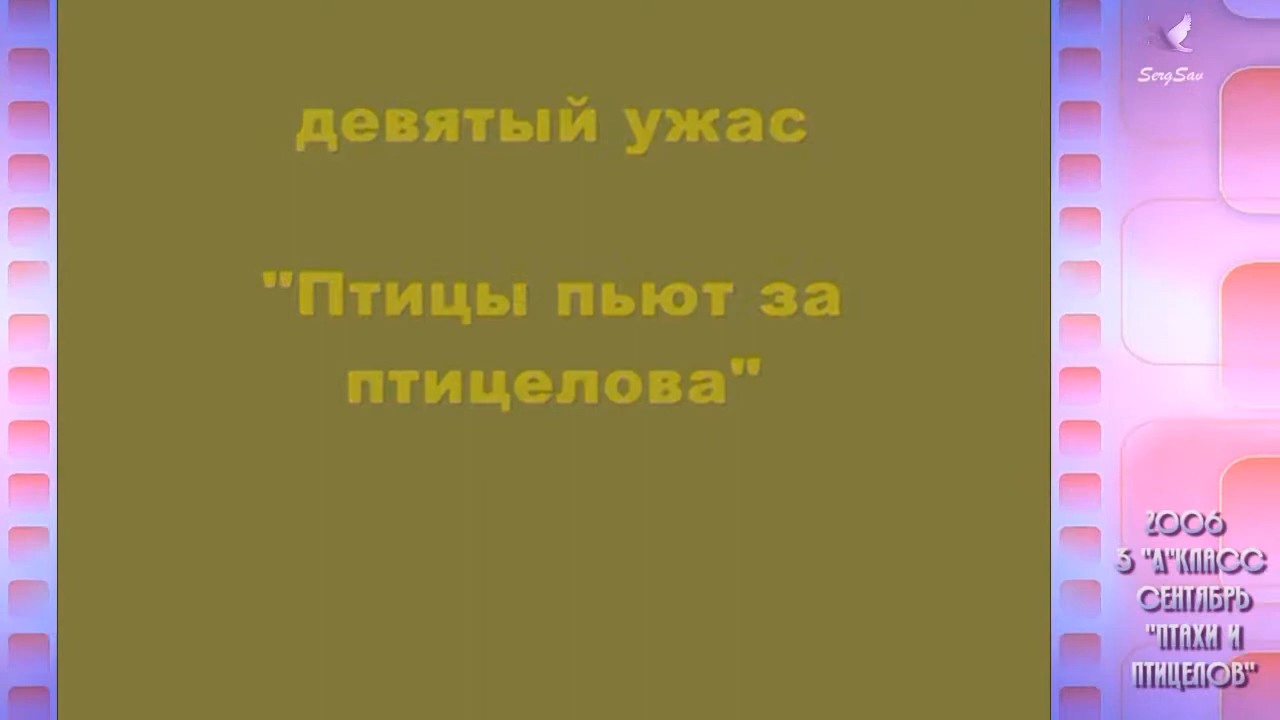 девятый ужас
"Птицы пьют за
птицелова"
SergSav
2006
3 "А"класс
сентябрь
"Птахи и
птицелов"